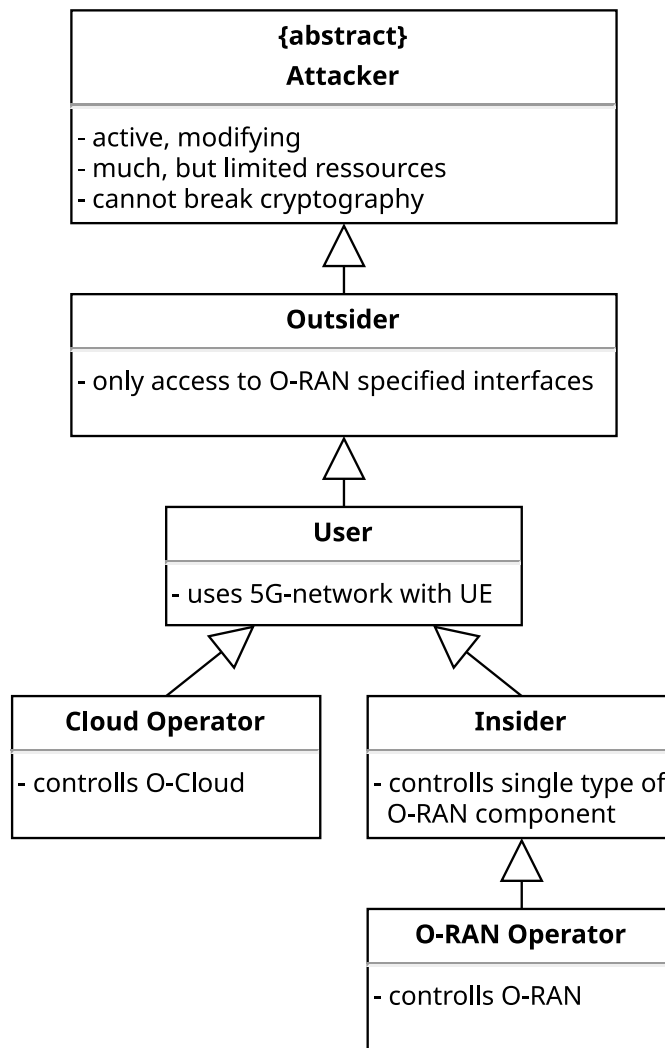 {abstract}
Attacker
- active, modifying
- much, but limited ressources
- cannot break cryptography
Outsider
- only access to O-RAN specified interfaces
User
- uses 5G-network with UE
Cloud Operator
- controlls O-Cloud
Insider
- controlls single type of
O-RAN component
O-RAN Operator
- controlls O-RAN